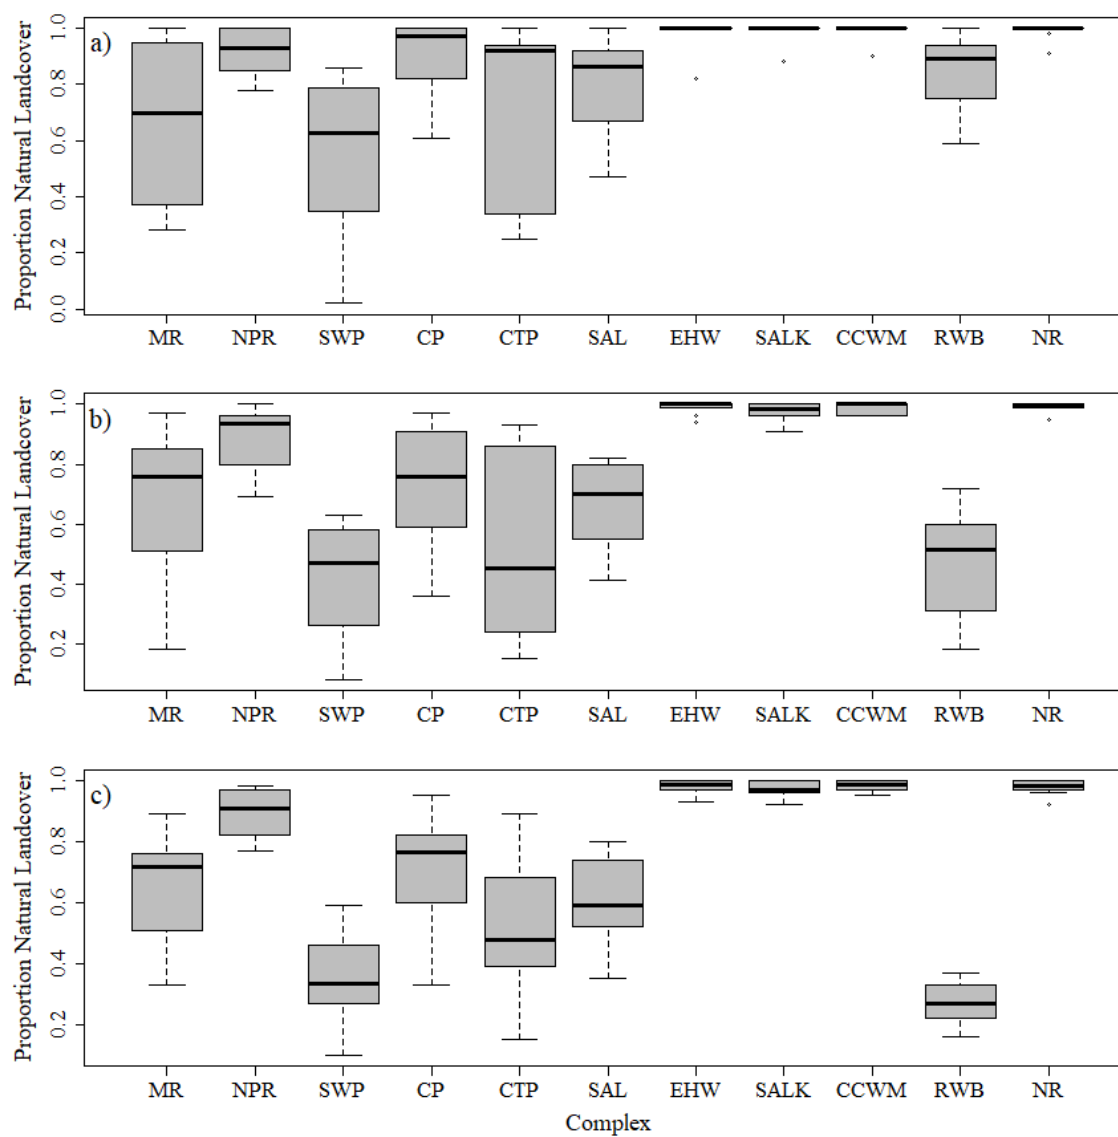 a)
Proportion Natural Landcover
1.0
0.8
0.6
0.4
0.2
0.0
MR NPR SWP CP CTP SAL EHW SALK CCWM RWB NR
b)
Proportion Natural Landcover
1.0
0.8
0.6
0.4
0.2
MR NPR SWP CP CTP SAL EHW SALK CCWM RWB NR
c)
Proportion Natural Landcover
1.0
0.8
0.6
0.4
0.2
MR NPR SWP CP CTP SAL EHW SALK CCWM RWB NR
Complex